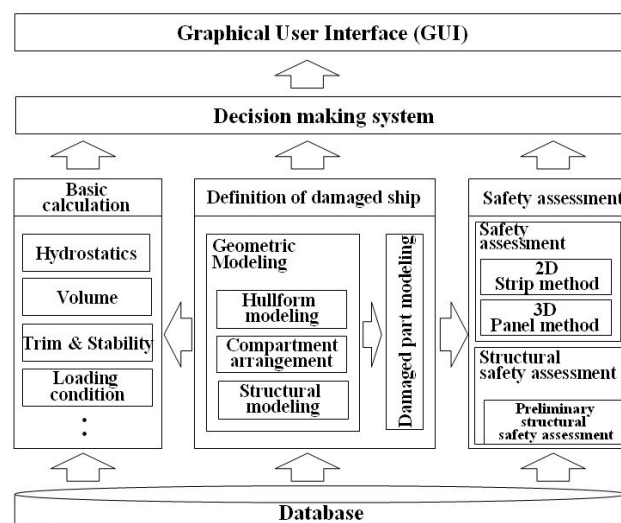 Graphical User Interface (GUI)
Decision making system
Basic
calculation
Hydrostatics
Volume
Trim & Stability
Loading
condition
:
Definition of damaged ship
Geometric
Modeling
Hullform
modeling
Compartment
arrangement
Structural
modeling
Damaged part modeling
Safety assessment
Safety
assessment
2D
Strip method
3D
Panel method
Structural
safety assessment
Preliminary
structural
safety assessment
Database